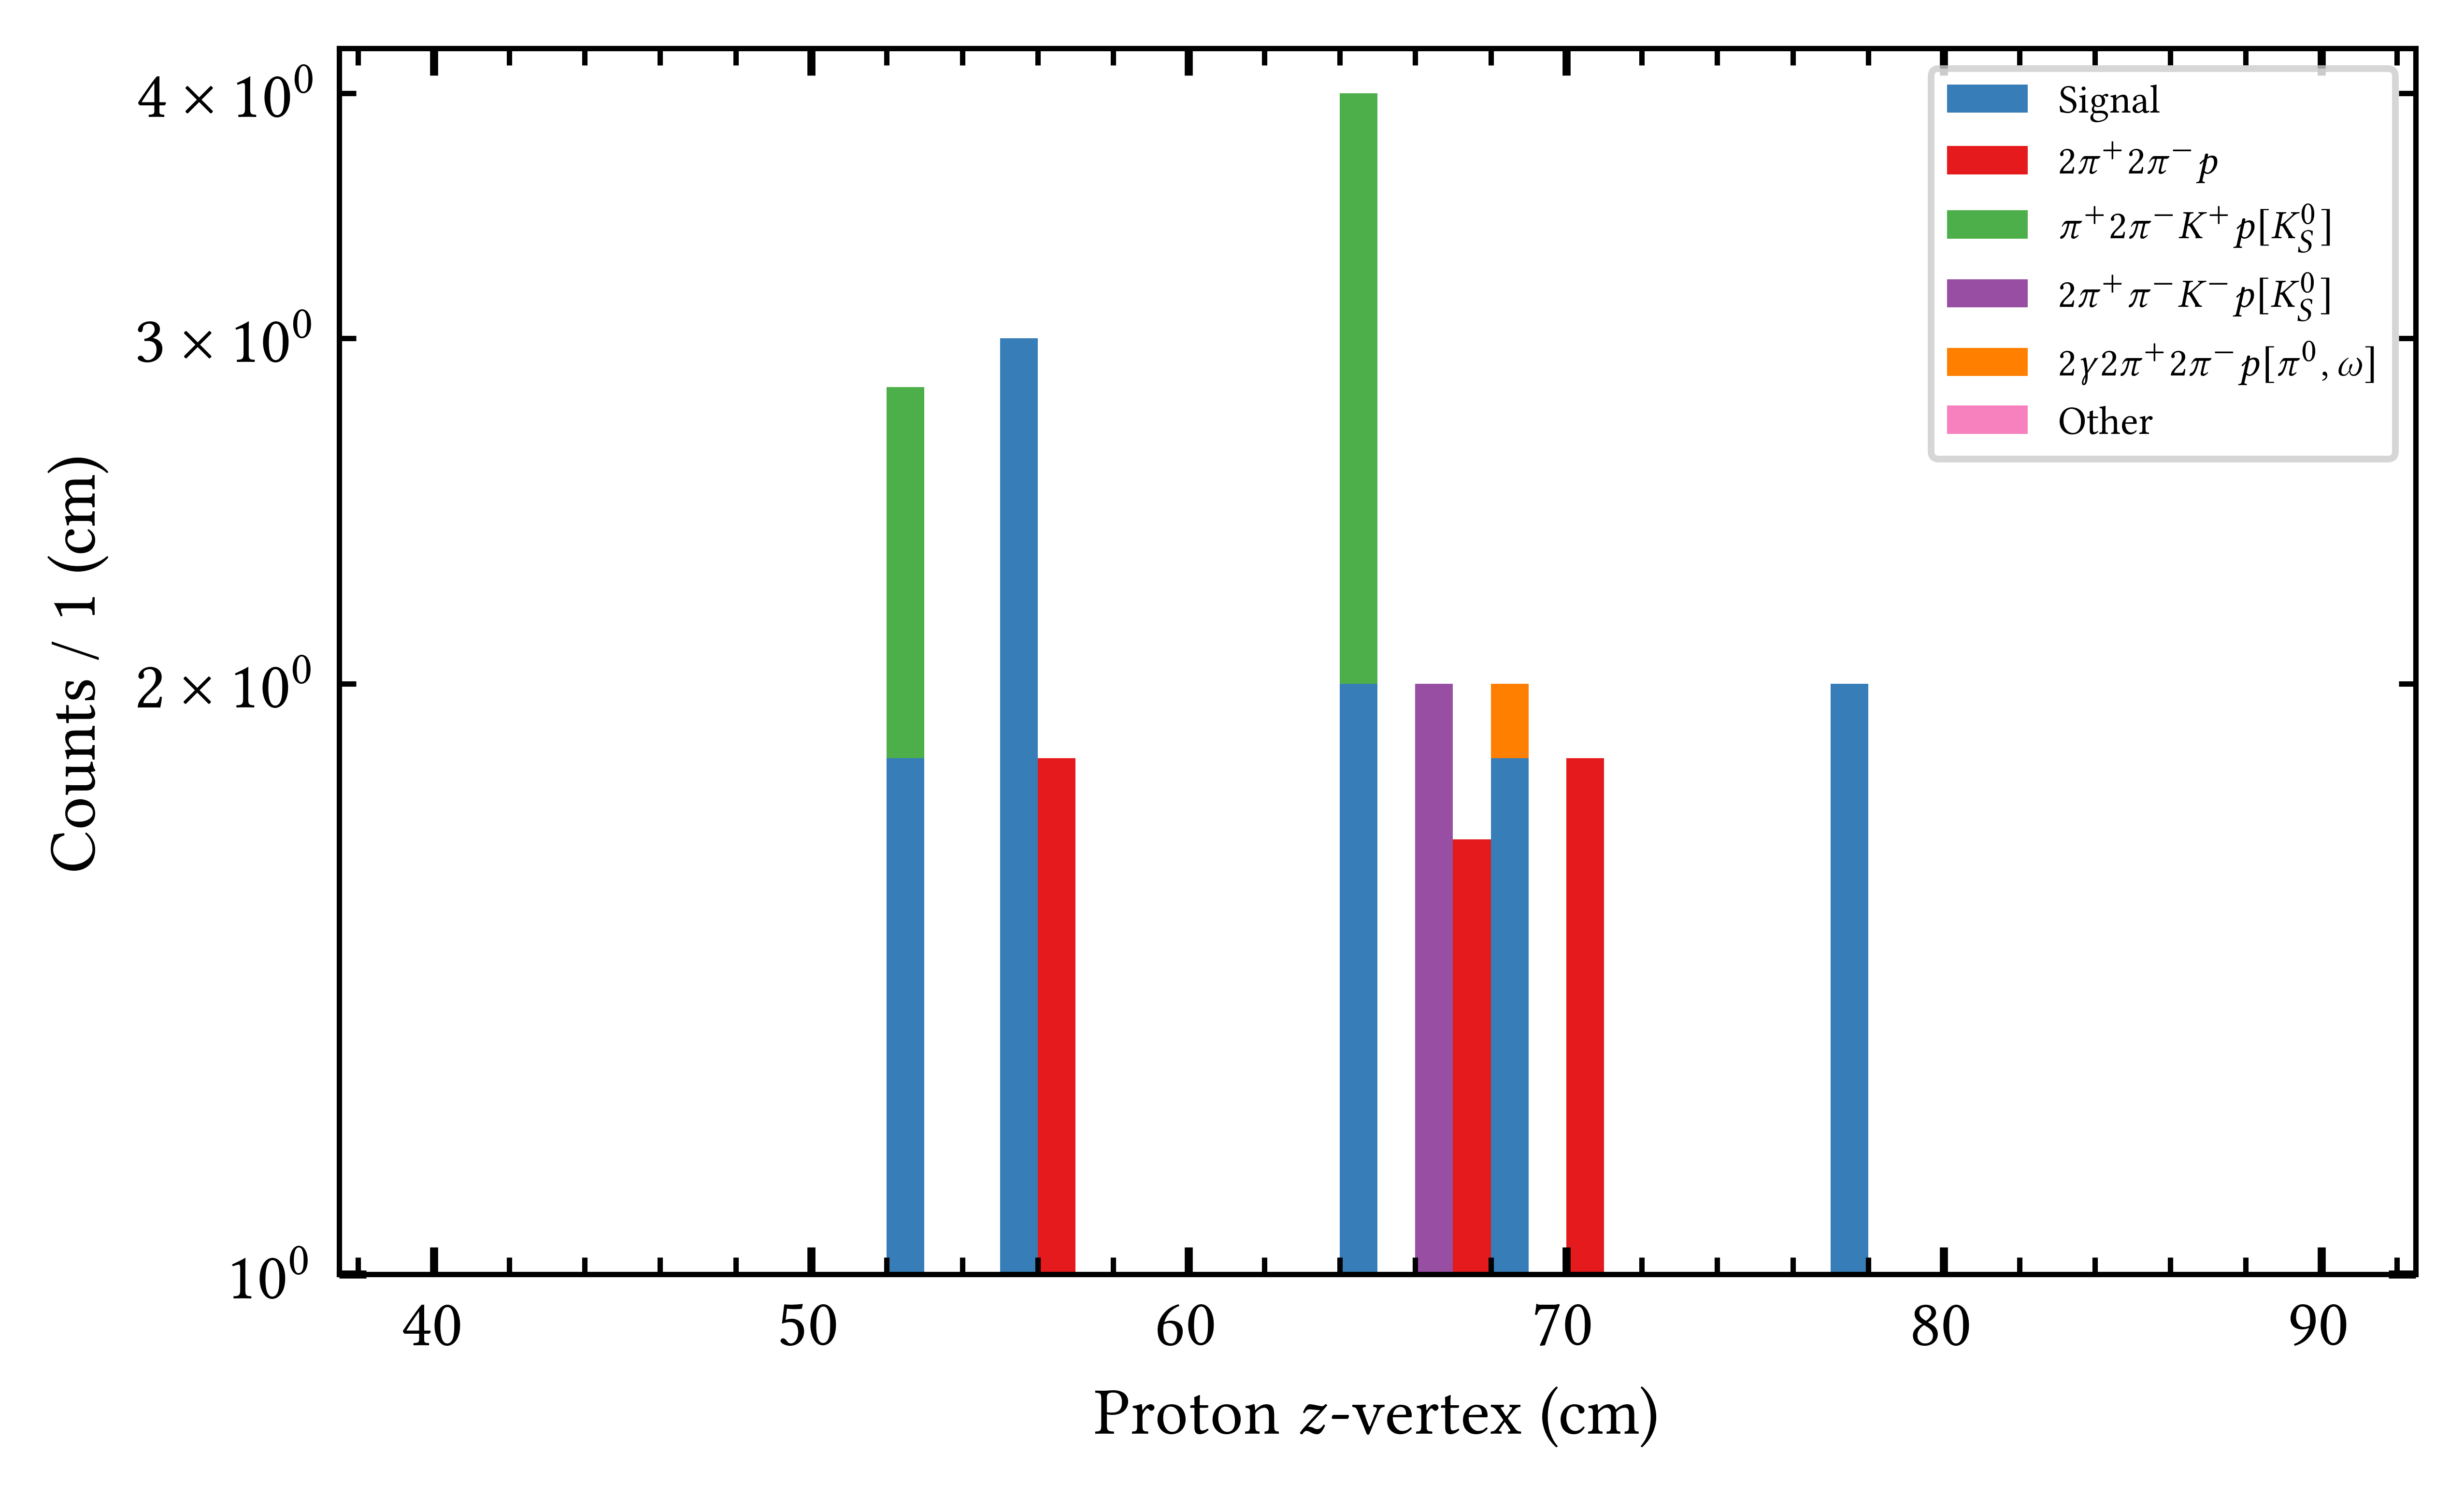 4 × 10⁰
3 × 10⁰
2 × 10⁰
10⁰
Counts / 1 (cm)
40 50 60 70 80 90
Proton z-vertex (cm)
Signal
2π⁺2π⁻p
π⁺2π⁻K⁺p[K⁰_S]
2π⁺π⁻K⁻p[K⁰_S]
2γ2π⁺2π⁻p[π⁰, ω]
Other